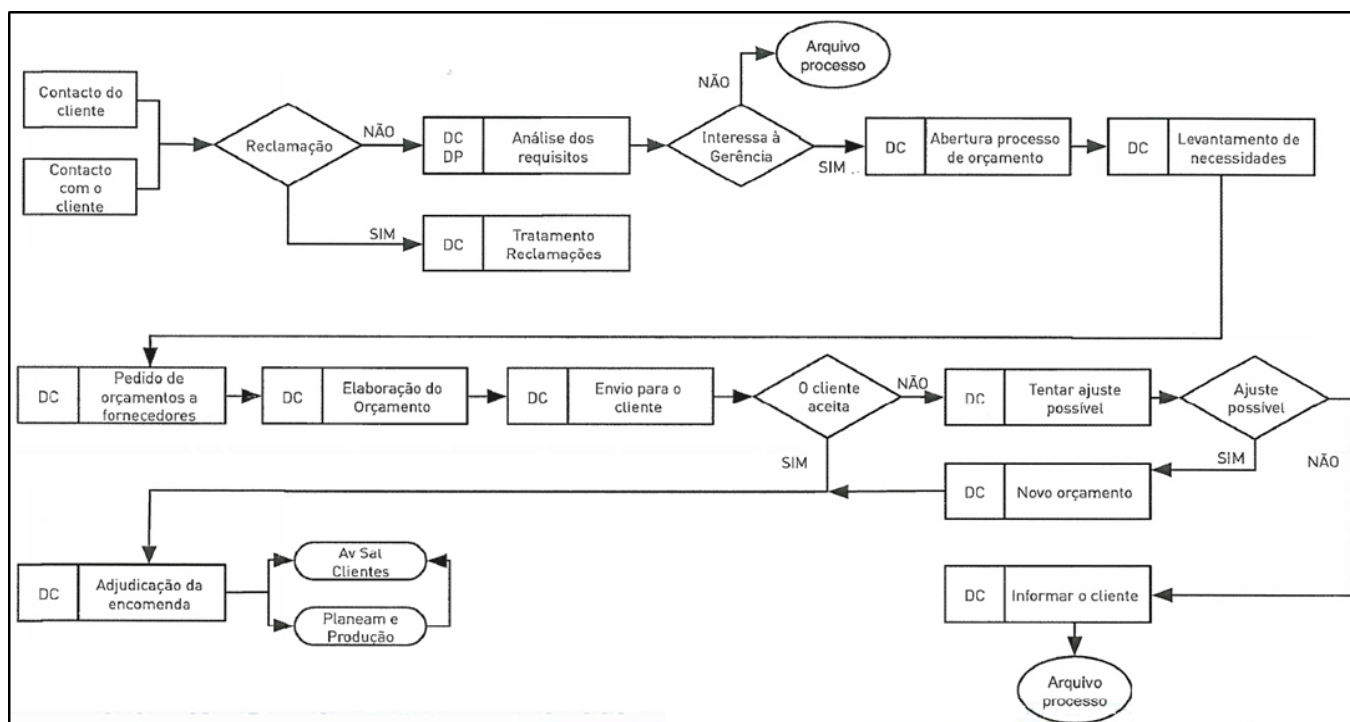 Arquivo
processo
NÃO
Contacto do
cliente
Contacto
com o
cliente
Reclamação
NÃO
DC
DP
Análise dos
requisitos
Interessa à
Gerência
SIM ..
DC
Abertura processo
de orçamento
DC
Levantamento de
necessidades
SIM
DC
Tratamento
Reclamações
DC
Pedido de
orçamentos a
fornecedores
DC
Elaboração do
Orçamento
DC
Envio para o
cliente
O cliente
aceita
NÃO
DC
Tentar ajuste
possível
Ajuste
possível
SIM
SIM
NÃO
DC
Novo orçamento
DC
Adjudicação da
encomenda
Av Sat
Clientes
Planeam e
Produção
DC
Informar o cliente
Arquivo
processo